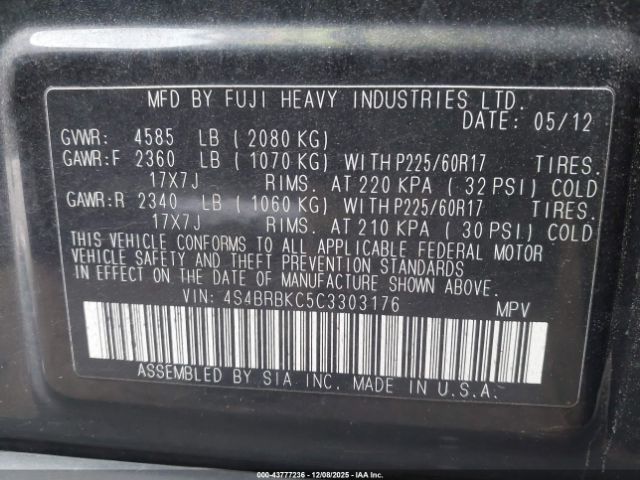 MFD BY FUJI HEAVY INDUSTRIES LTD.
DATE: 05/12
GVWR: 4585 LB ( 2080 KG)
GAWR:F 2360 LB ( 1070 KG) WITH P225/60R17 TIRES.
17X7J RIMS. AT 220 KPA ( 32 PSI) COLD
GAWR:R 2340 LB ( 1060 KG) WITH P225/60R17 TIRES.
17X7J RIMS. AT 210 KPA ( 30 PSI) COLD
THIS VEHICLE CONFORMS TO ALL APPLICABLE FEDERAL MOTOR
VEHICLE SAFETY AND THEFT PREVENTION STANDARDS
IN EFFECT ON THE DATE OF MANUFACTURE SHOWN ABOVE.
VIN: 4S4BRBKC5C3303176 MPV
ASSEMBLED BY SIA INC. MADE IN U.S.A.
© IAA 43777236 - 12/08/2025 - IAAI.COM